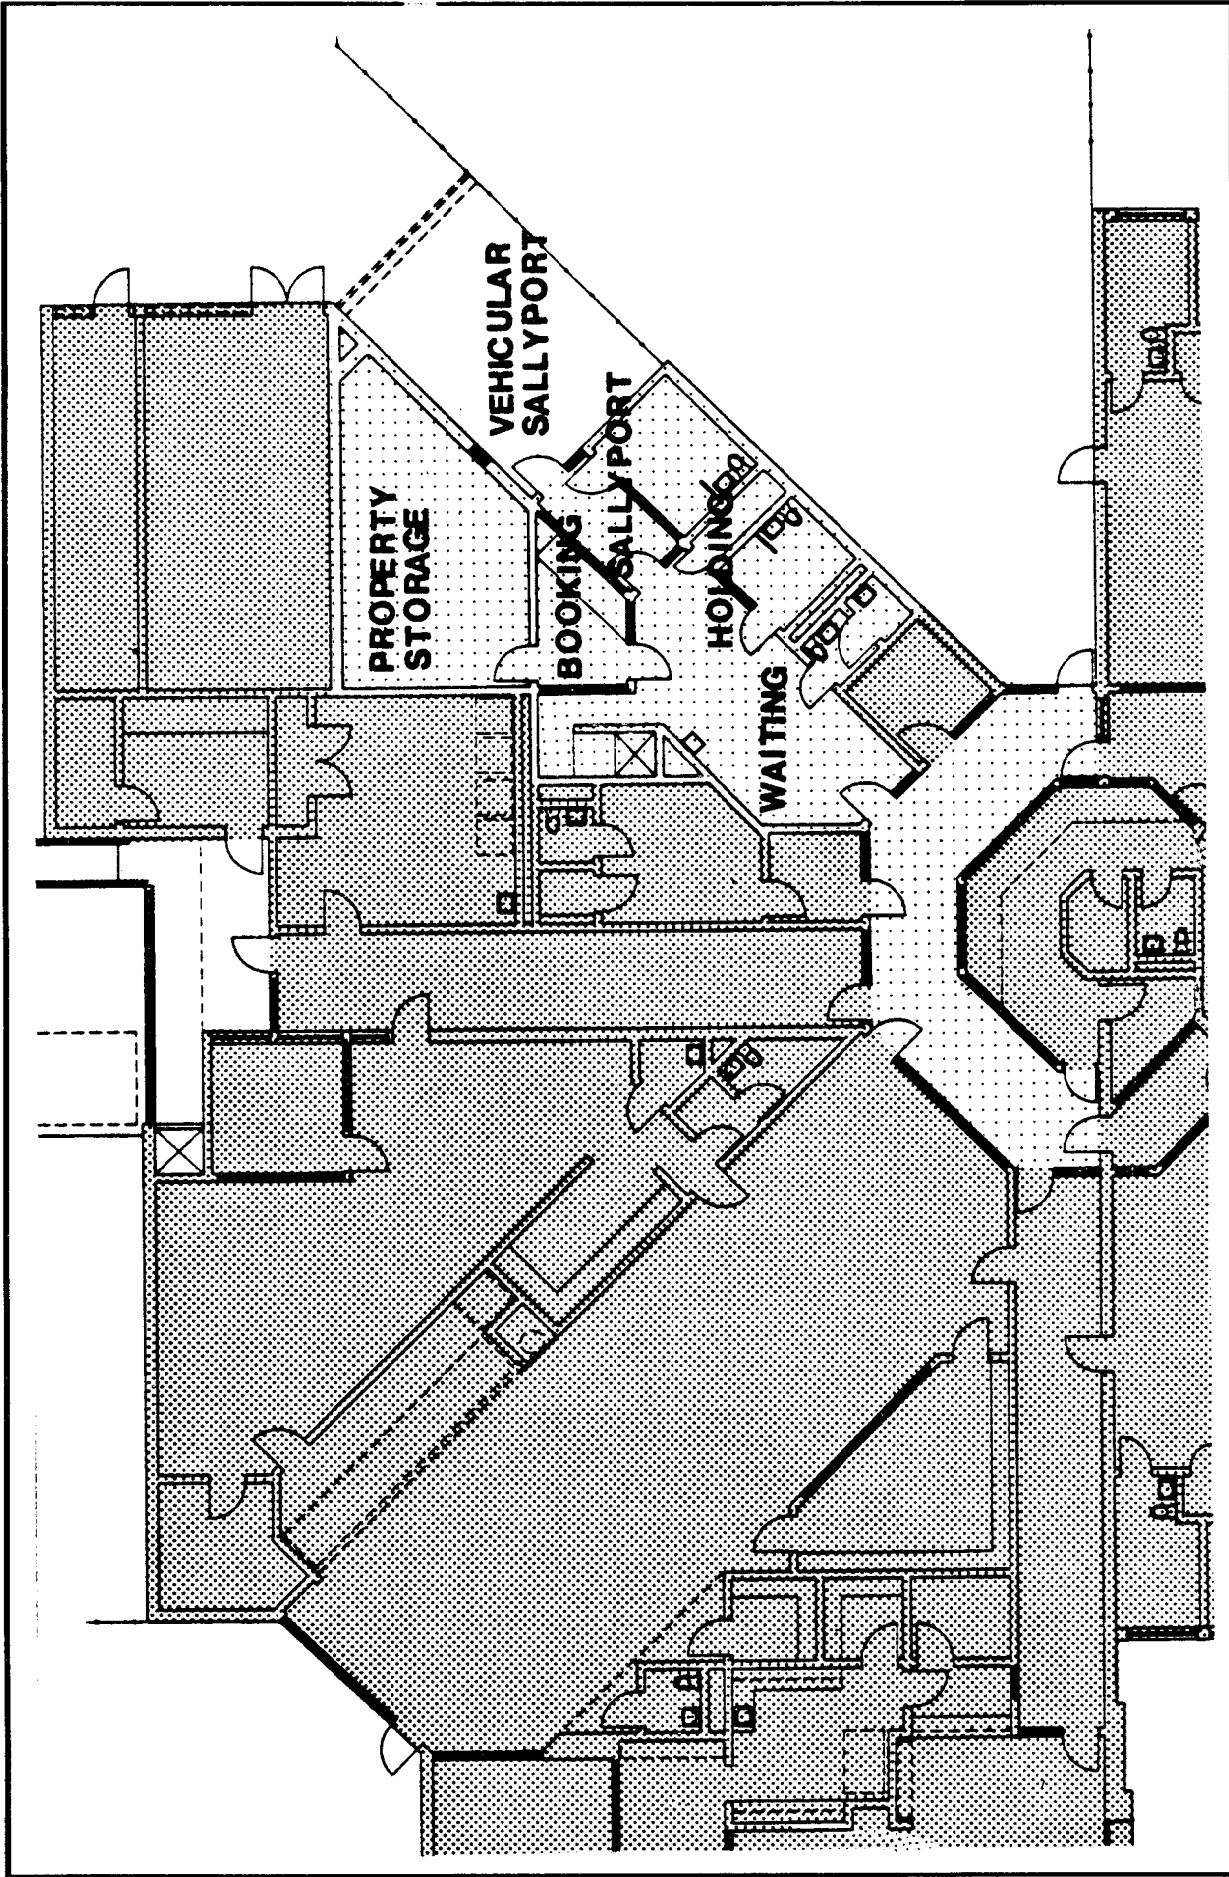 PROPERTY
STORAGE
VEHICULAR
SALLYPORT
BOOKING
SALLYPORT
HOLDING
WAITING